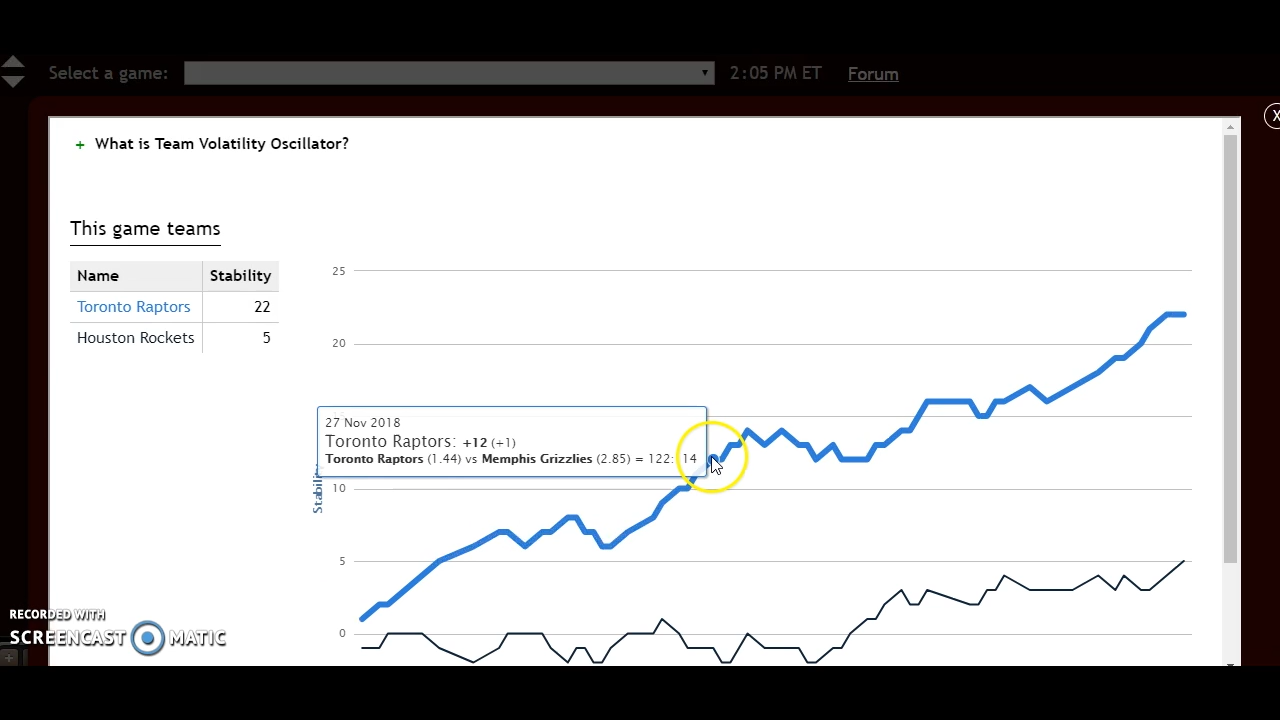 Select a game: 2:05 PM ET Forum
X
+ What is Team Volatility Oscillator?
This game teams
Name Stability
Toronto Raptors 22
Houston Rockets 5
25
20
27 Nov 2018
Toronto Raptors: +12 (+1)
Toronto Raptors (1.44) vs Memphis Grizzlies (2.85) = 122:114
10
5
0
RECORDED WITH
SCREENCAST MATIC
+